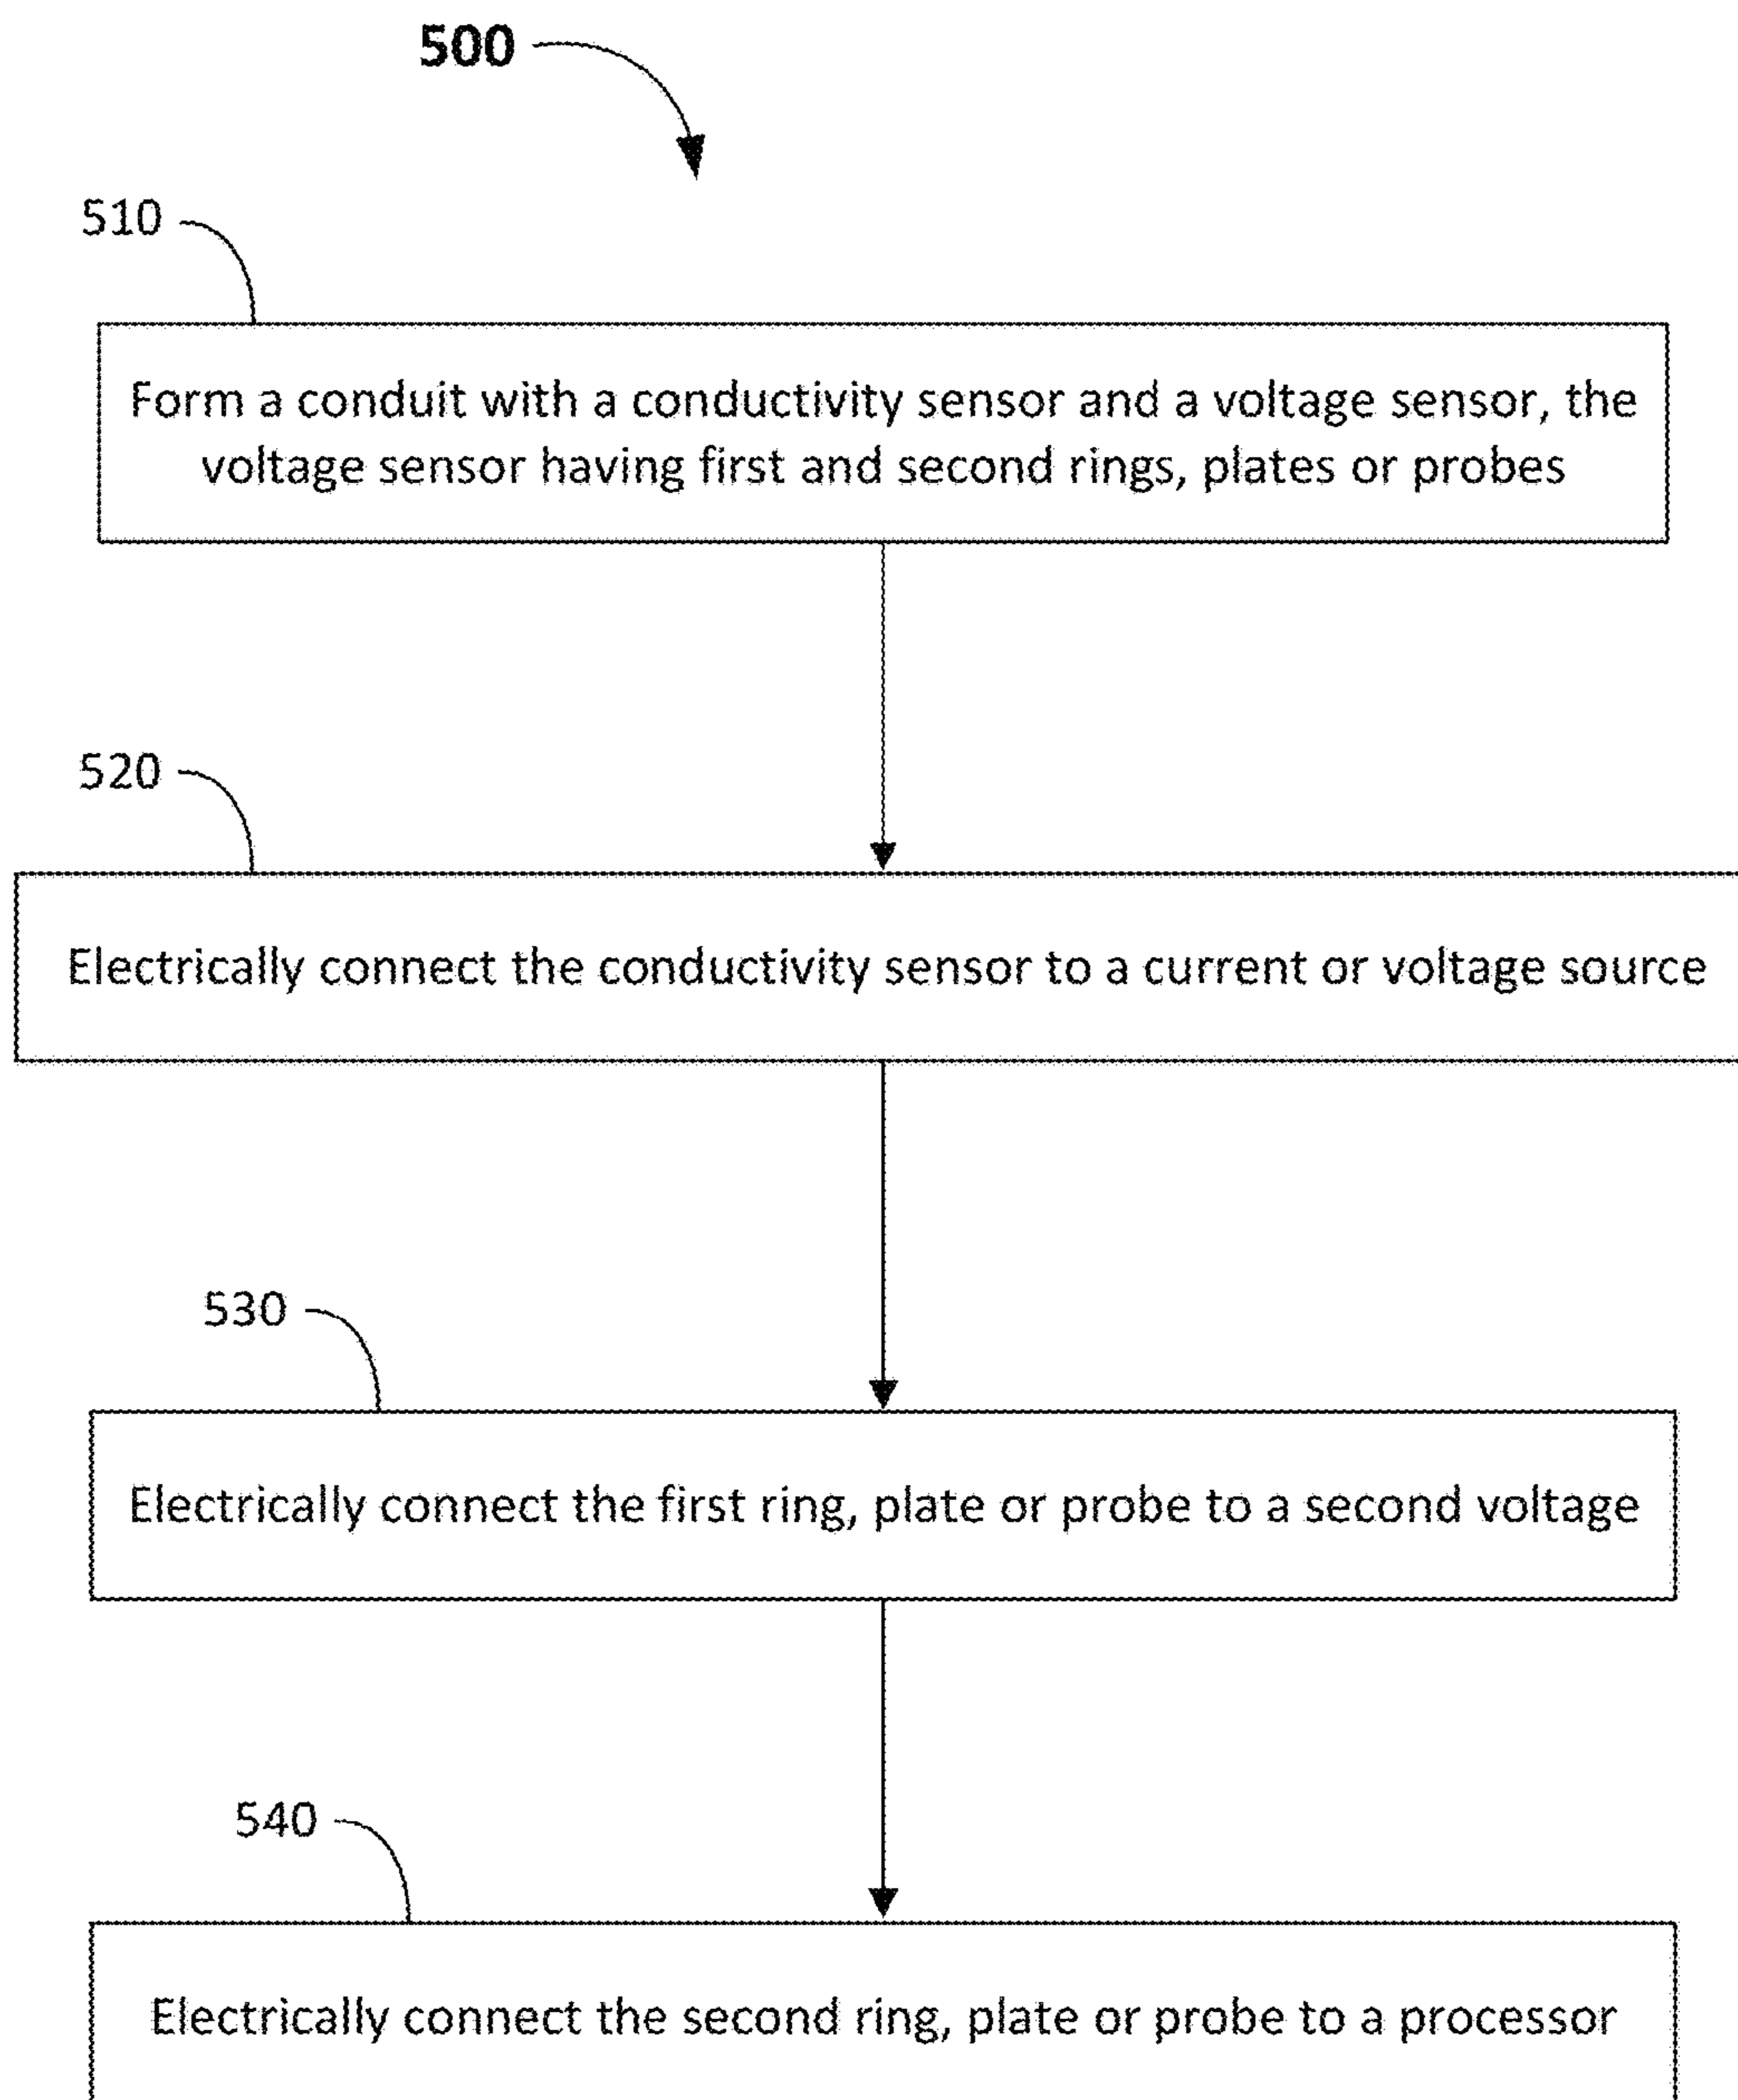 500
510
Form a conduit with a conductivity sensor and a voltage sensor, the
voltage sensor having first and second rings, plates or probes
520
Electrically connect the conductivity sensor to a current or voltage source
530
Electrically connect the first ring, plate or probe to a second voltage
540
Electrically connect the second ring, plate or probe to a processor